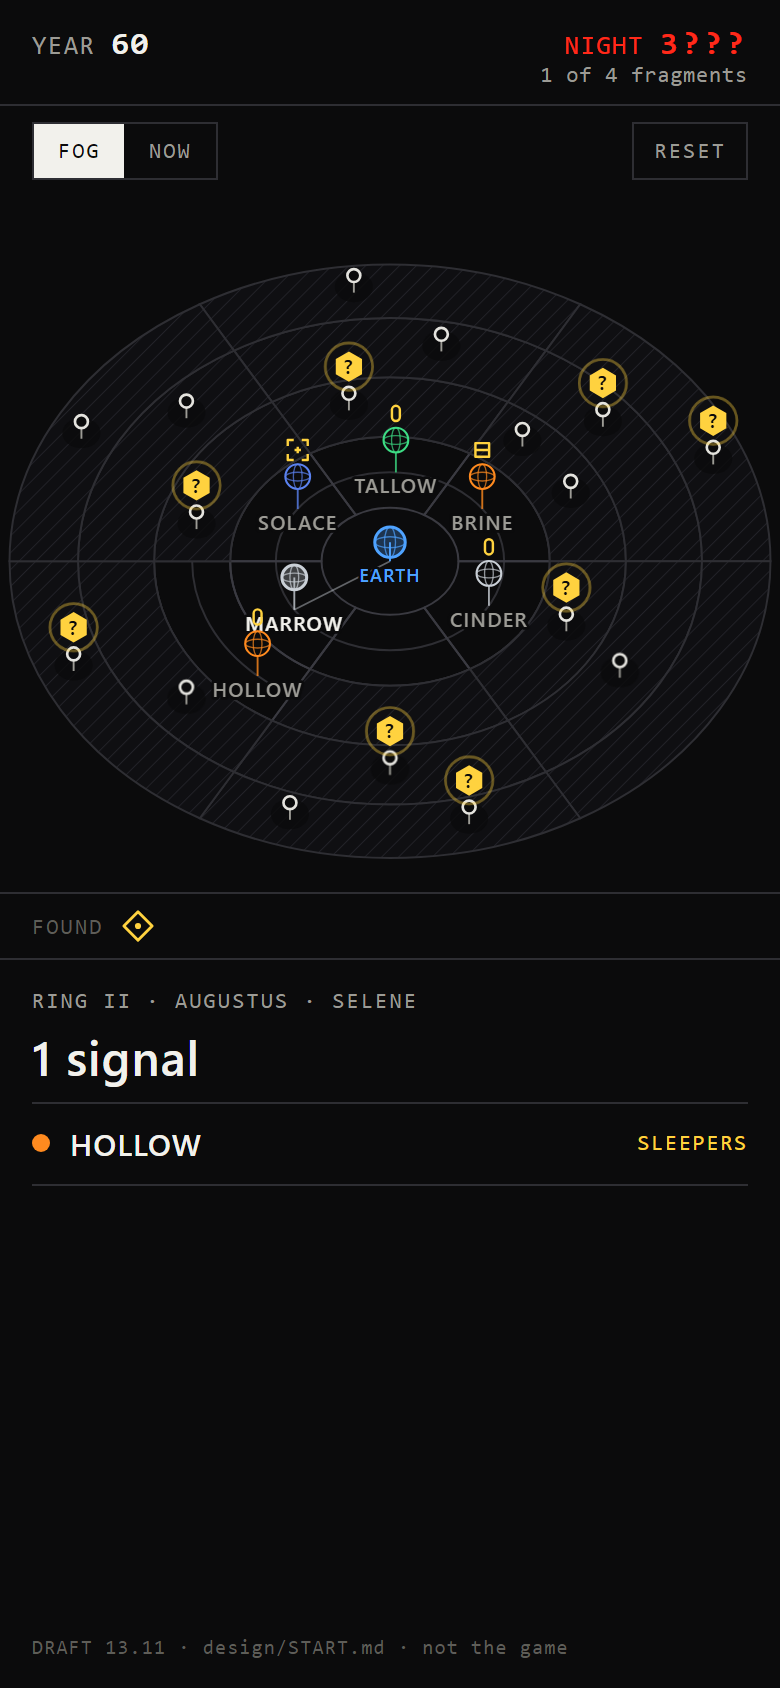 YEAR 60
NIGHT 3???
1 of 4 fragments
FOG
NOW
RESET
?
?
?
TALLOW
?
SOLACE
BRINE
EARTH
?
MARROW
CINDER
?
HOLLOW
?
?
FOUND
RING II · AUGUSTUS · SELENE
1 signal
HOLLOW
SLEEPERS
DRAFT 13.11 · design/START.md · not the game